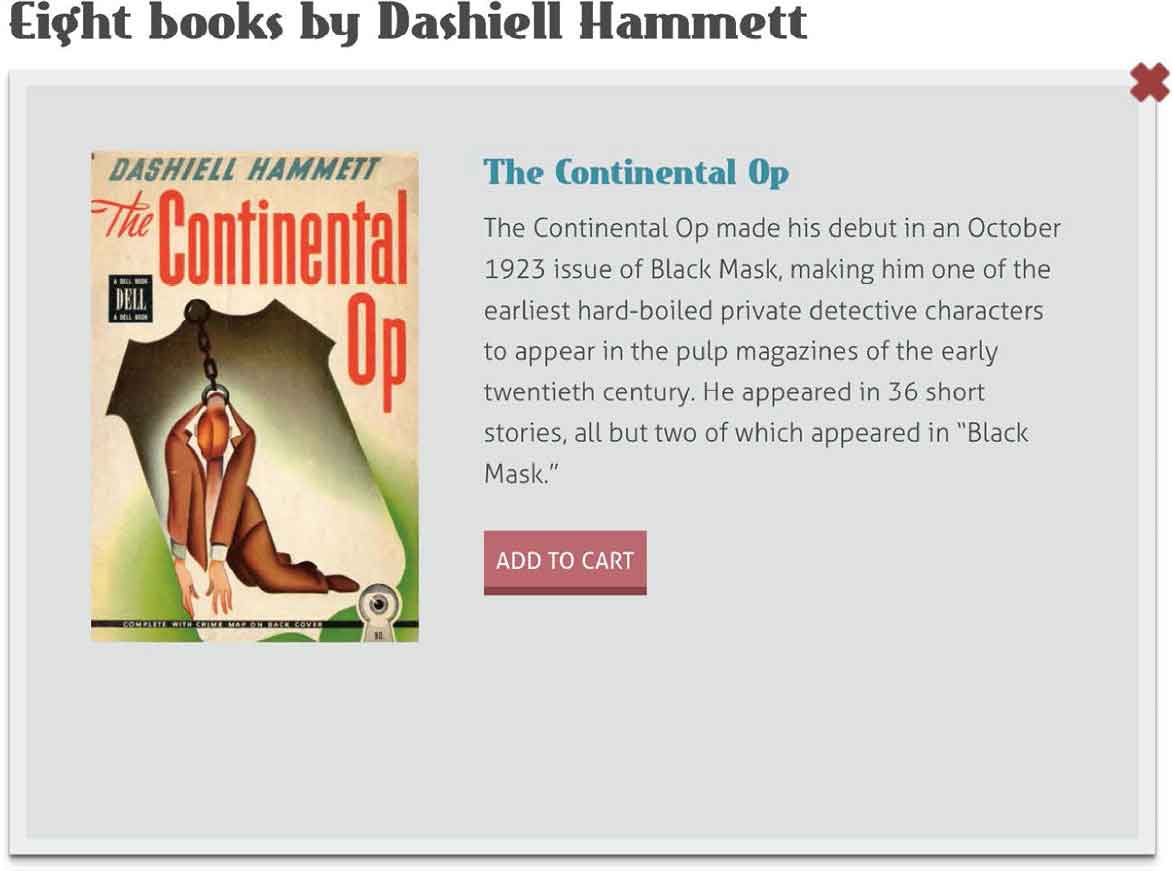 Eight books by Dashiell Hammett
DASHIELL HAMMETT
The Continental
Op
A DELL BOOK
DELL
A DELL BOOK
COMPLETE WITH CRIME MAP ON BACK COVER
NO.
The Continental Op
The Continental Op made his debut in an October
1923 issue of Black Mask, making him one of the
earliest hard-boiled private detective characters
to appear in the pulp magazines of the early
twentieth century. He appeared in 36 short
stories, all but two of which appeared in “Black
Mask.”
ADD TO CART